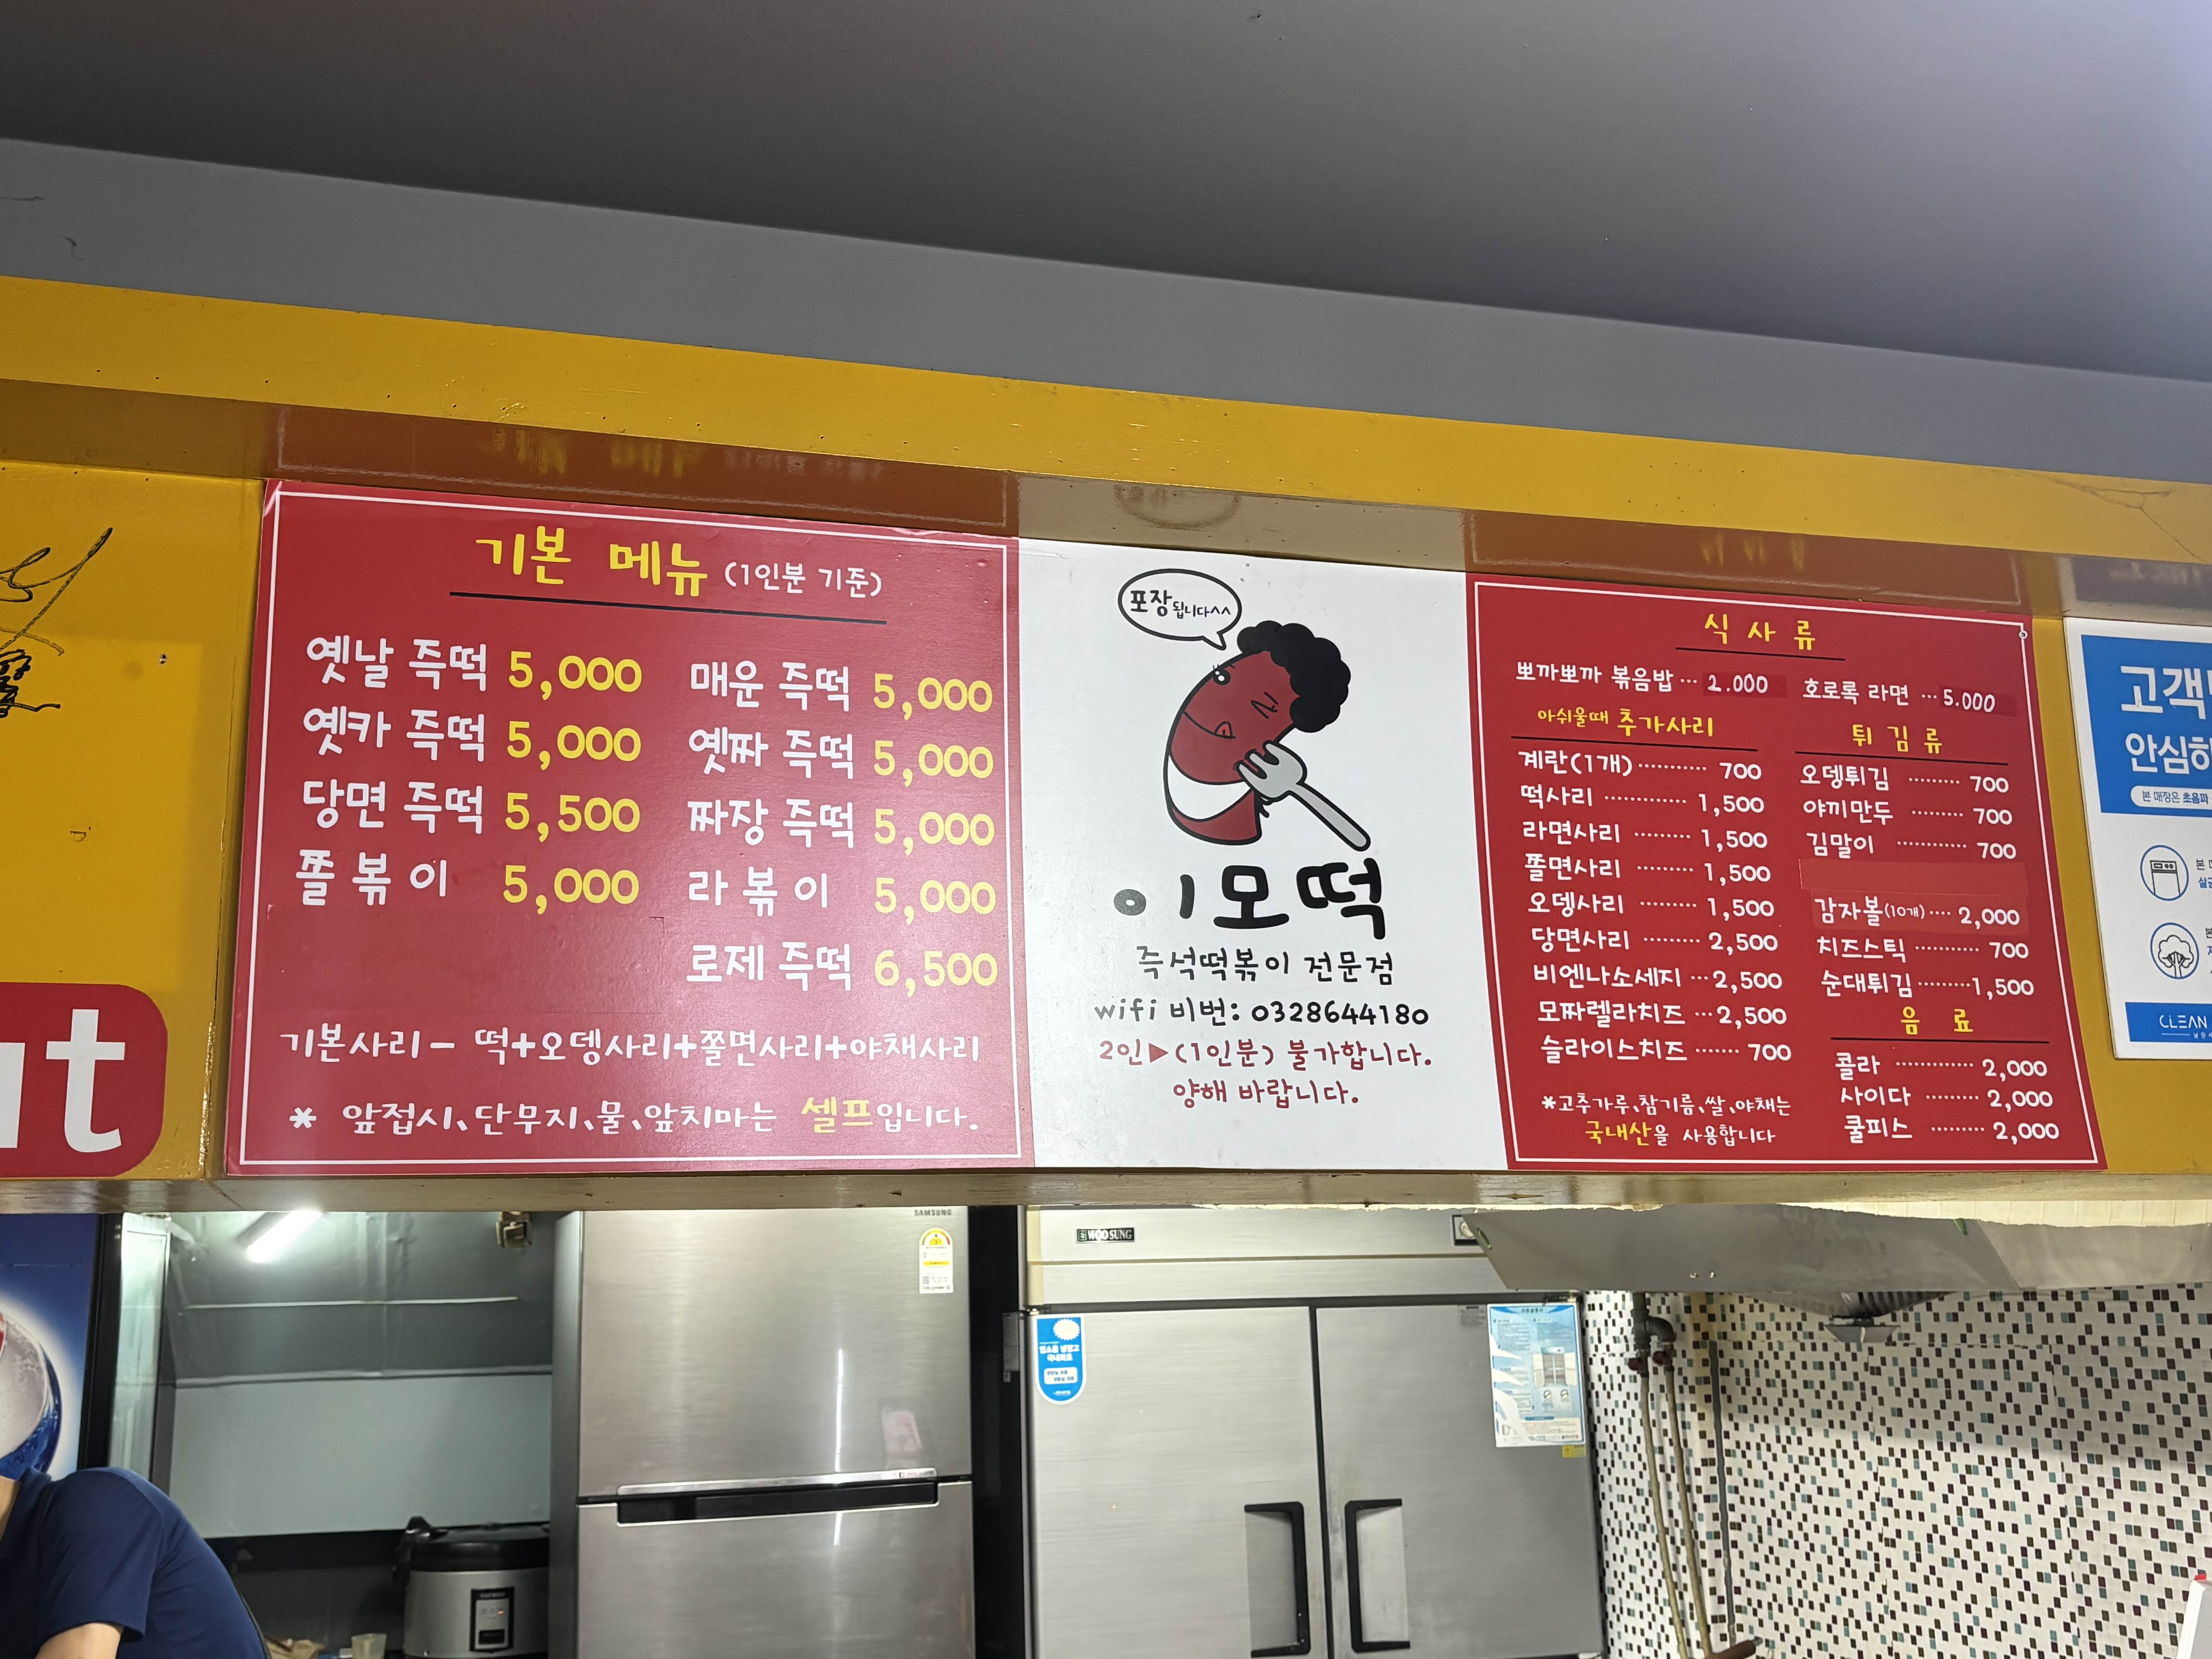 기본 메뉴 (1인분 기준)
옛날 즉떡 5,000
매운 즉떡 5,000
옛카 즉떡 5,000
옛짜 즉떡 5,000
당면 즉떡 5,500
짜장 즉떡 5,000
쫄볶이 5,000
라볶이 5,000
로제 즉떡 6,500
기본사리- 떡+오뎅사리+쫄면사리+야채사리
* 앞접시、단무지、물、앞치마는 셀프입니다.
포장됩니다^^
이모떡
즉석떡볶이 전문점
wifi 비번: 0328644180
2인▶(1인분) 불가합니다.
양해 바랍니다.
식사류
뽀까뽀까 볶음밥 ··· 2.000
호로록 라면 ··· 5.000
아쉬울때 추가사리
계란(1개) ··········· 700
떡사리 ············· 1,500
라면사리 ········· 1,500
쫄면사리 ········· 1,500
오뎅사리 ········· 1,500
당면사리 ········· 2,500
비엔나소세지 ··· 2,500
모짜렐라치즈 ··· 2,500
슬라이스치즈 ······· 700
*고추가루、참기름、쌀、야채는
국내산을 사용합니다
튀김류
오뎅튀김 ········ 700
야끼만두 ········· 700
김말이 ············ 700
감자볼(10개) ···· 2,000
치즈스틱 ··········· 700
순대튀김 ········· 1,500
음료
콜라 ············· 2,000
사이다 ········· 2,000
쿨피스 ········· 2,000
고객
안심하
본 매장은 초음파
CLEAN
ut
SAMSUNG
WOO SUNG